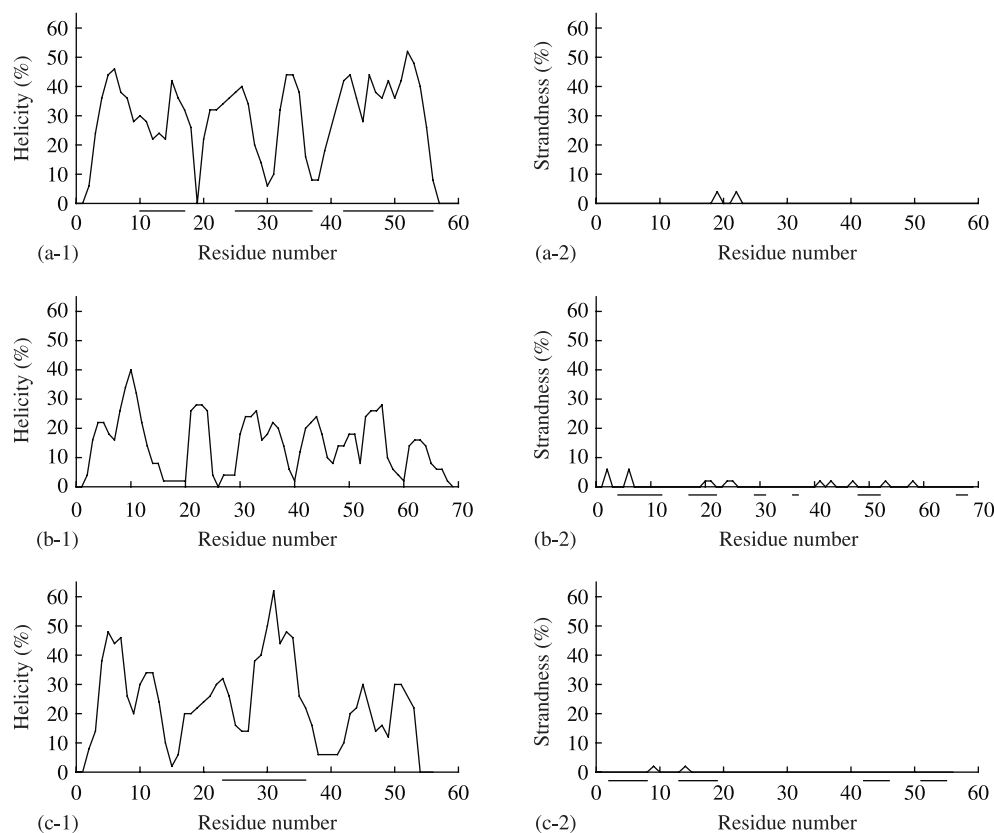 Helicity (%)
60
50
40
30
20
10
0
0 10 20 30 40 50 60
(a-1) Residue number
Strandness (%)
60
50
40
30
20
10
0
0 10 20 30 40 50 60
(a-2) Residue number
Helicity (%)
60
50
40
30
20
10
0
0 10 20 30 40 50 60 70
(b-1) Residue number
Strandness (%)
60
50
40
30
20
10
0
0 10 20 30 40 50 60 70
(b-2) Residue number
Helicity (%)
60
50
40
30
20
10
0
0 10 20 30 40 50 60
(c-1) Residue number
Strandness (%)
60
50
40
30
20
10
0
0 10 20 30 40 50 60
(c-2) Residue number